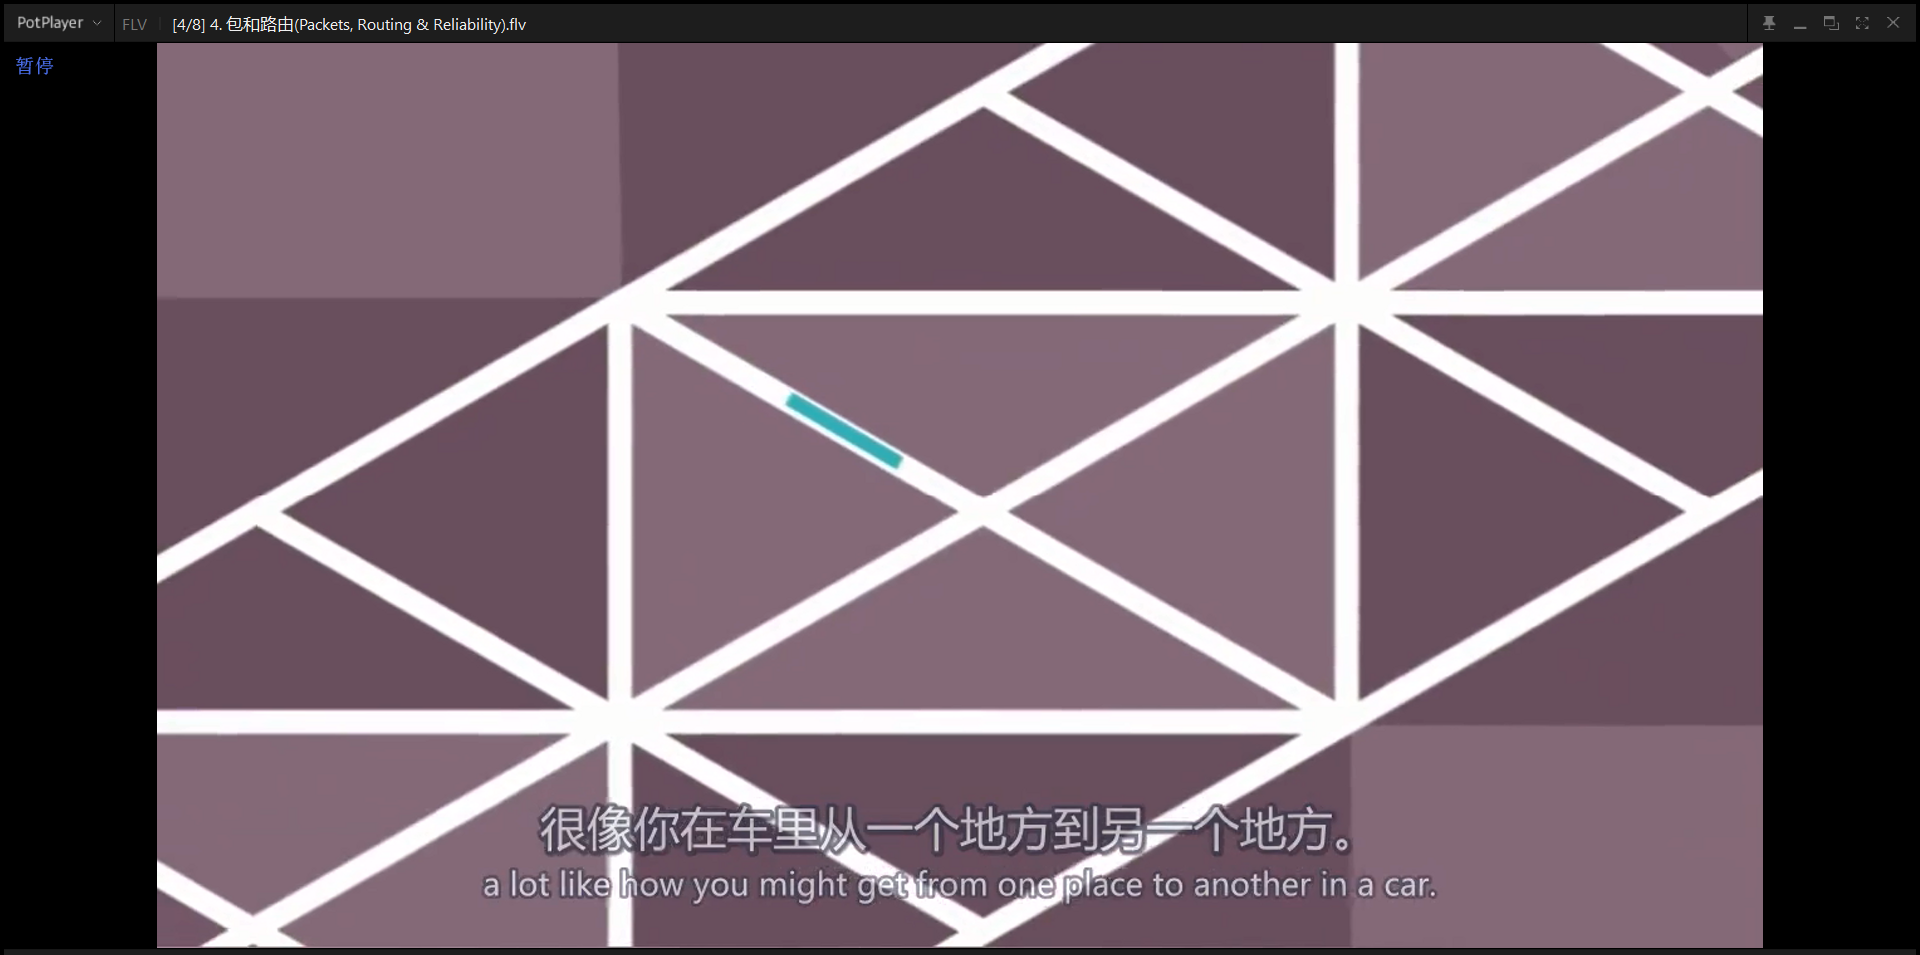 PotPlayer FLV [4/8] 4. 包和路由(Packets, Routing & Reliability).flv
暂停
很像你在车里从一个地方到另一个地方。
a lot like how you might get from one place to another in a car.